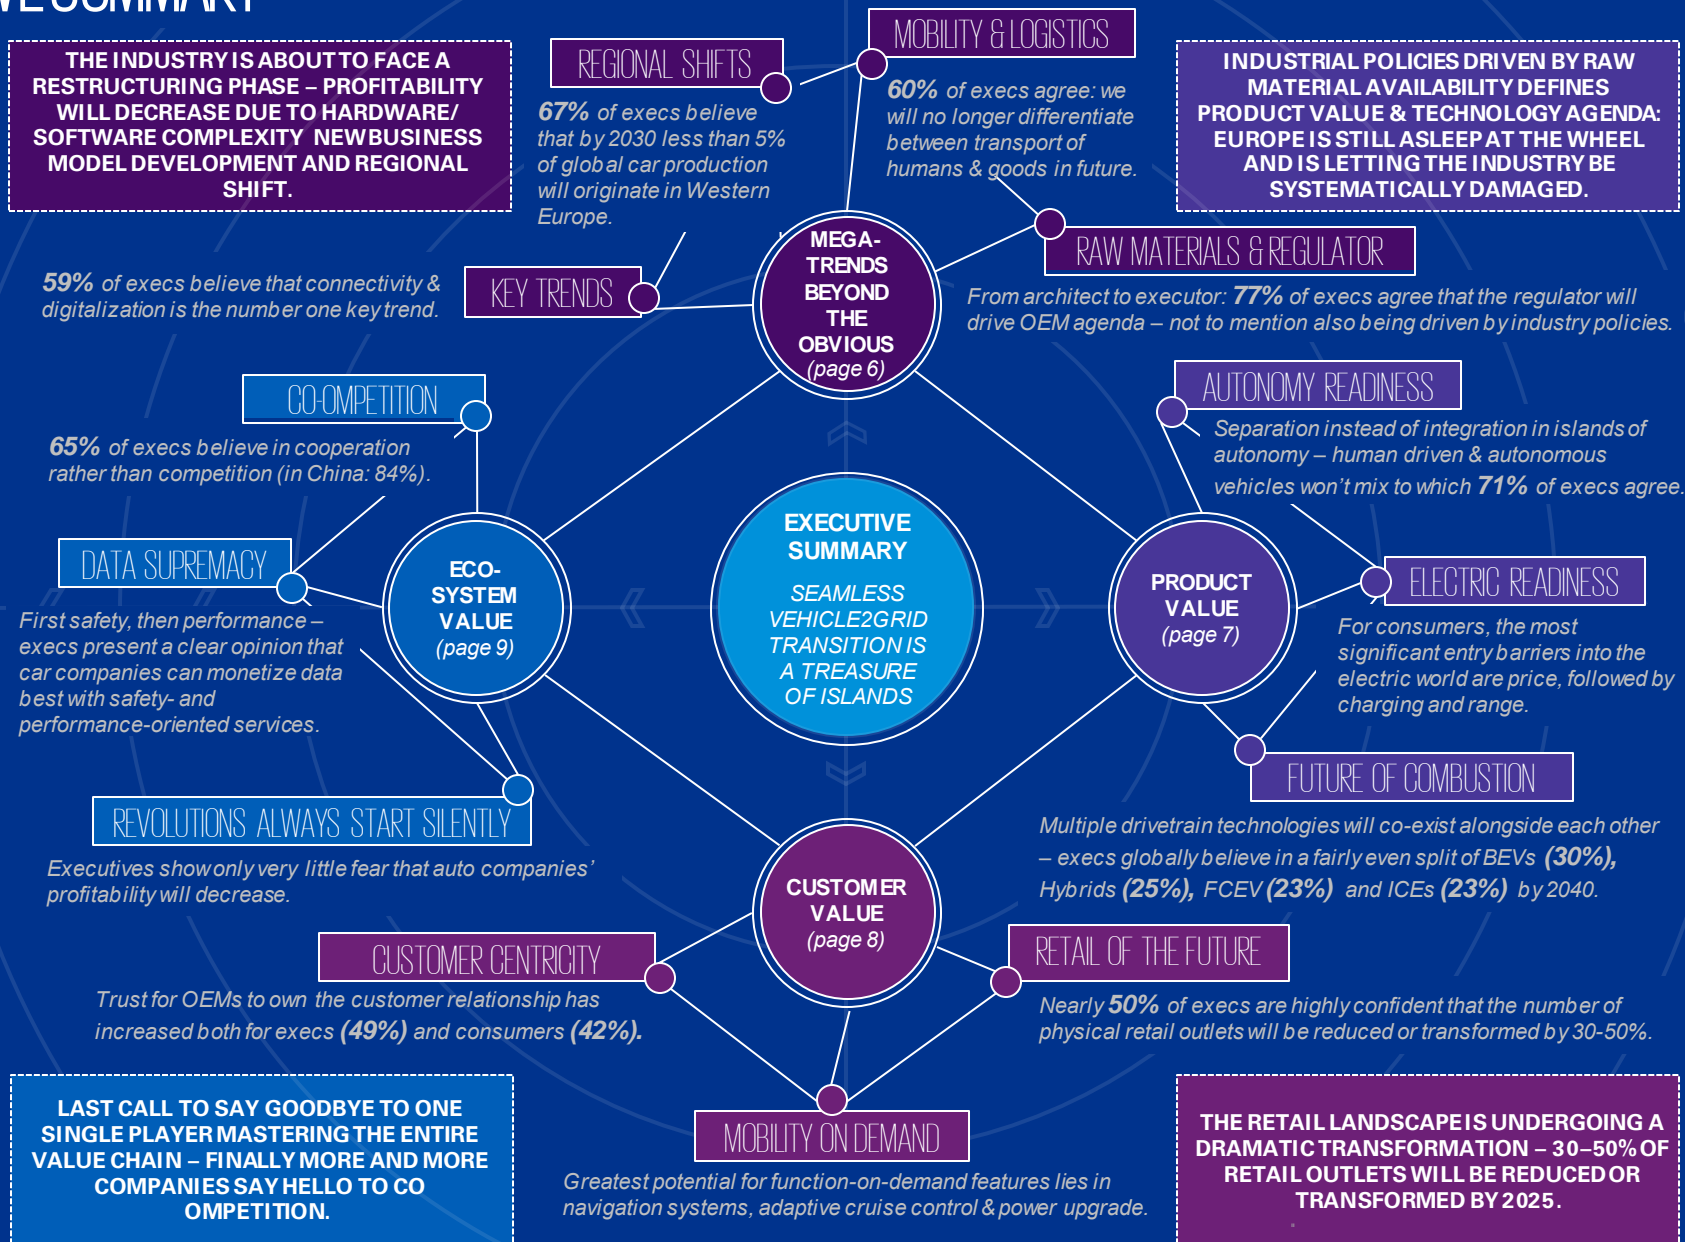 VE SUMMARY
THE INDUSTRY IS ABOUT TO FACE A
RESTRUCTURING PHASE – PROFITABILITY
WILL DECREASE DUE TO HARDWARE/
SOFTWARE COMPLEXITY NEW BUSINESS
MODEL DEVELOPMENT AND REGIONAL
SHIFT.
REGIONAL SHIFTS
67% of execs believe
that by 2030 less than 5%
of global car production
will originate in Western
Europe.
MOBILITY & LOGISTICS
60% of execs agree: we
will no longer differentiate
between transport of
humans & goods in future.
INDUSTRIAL POLICIES DRIVEN BY RAW
MATERIAL AVAILABILITY DEFINES
PRODUCT VALUE & TECHNOLOGY AGENDA:
EUROPE IS STILL ASLEEP AT THE WHEEL
AND IS LETTING THE INDUSTRY BE
SYSTEMATICALLY DAMAGED.
KEY TRENDS
59% of execs believe that connectivity &
digitalization is the number one key trend.
MEGA-
TRENDS
BEYOND
THE
OBVIOUS
(page 6)
RAW MATERIALS & REGULATOR
From architect to executor: 77% of execs agree that the regulator will
drive OEM agenda – not to mention also being driven by industry policies.
CO-OMPETITION
65% of execs believe in cooperation
rather than competition (in China: 84%).
AUTONOMY READINESS
Separation instead of integration in islands of
autonomy – human driven & autonomous
vehicles won't mix to which 71% of execs agree.
DATA SUPREMACY
First safety, then performance –
execs present a clear opinion that
car companies can monetize data
best with safety- and
performance-oriented services.
ECO-
SYSTEM
VALUE
(page 9)
EXECUTIVE
SUMMARY
SEAMLESS
VEHICLE2GRID
TRANSITION IS
A TREASURE
OF ISLANDS
PRODUCT
VALUE
(page 7)
ELECTRIC READINESS
For consumers, the most
significant entry barriers into the
electric world are price, followed by
charging and range.
REVOLUTIONS ALWAYS START SILENTLY
Executives show only very little fear that auto companies'
profitability will decrease.
FUTURE OF COMBUSTION
Multiple drivetrain technologies will co-exist alongside each other
– execs globally believe in a fairly even split of BEVs (30%),
Hybrids (25%), FCEV (23%) and ICEs (23%) by 2040.
CUSTOMER
VALUE
(page 8)
CUSTOMER CENTRICITY
Trust for OEMs to own the customer relationship has
increased both for execs (49%) and consumers (42%).
RETAIL OF THE FUTURE
Nearly 50% of execs are highly confident that the number of
physical retail outlets will be reduced or transformed by 30-50%.
MOBILITY ON DEMAND
Greatest potential for function-on-demand features lies in
navigation systems, adaptive cruise control & power upgrade.
LAST CALL TO SAY GOODBYE TO ONE
SINGLE PLAYER MASTERING THE ENTIRE
VALUE CHAIN – FINALLY MORE AND MORE
COMPANIES SAY HELLO TO CO
OMPETITION.
THE RETAIL LANDSCAPE IS UNDERGOING A
DRAMATIC TRANSFORMATION – 30–50% OF
RETAIL OUTLETS WILL BE REDUCED OR
TRANSFORMED BY 2025.